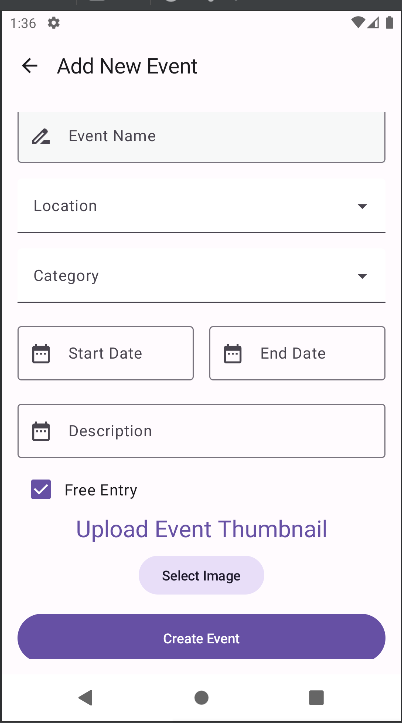 1:36
Add New Event
Event Name
Location
Category
Start Date End Date
Description
Free Entry
Upload Event Thumbnail
Select Image
Create Event